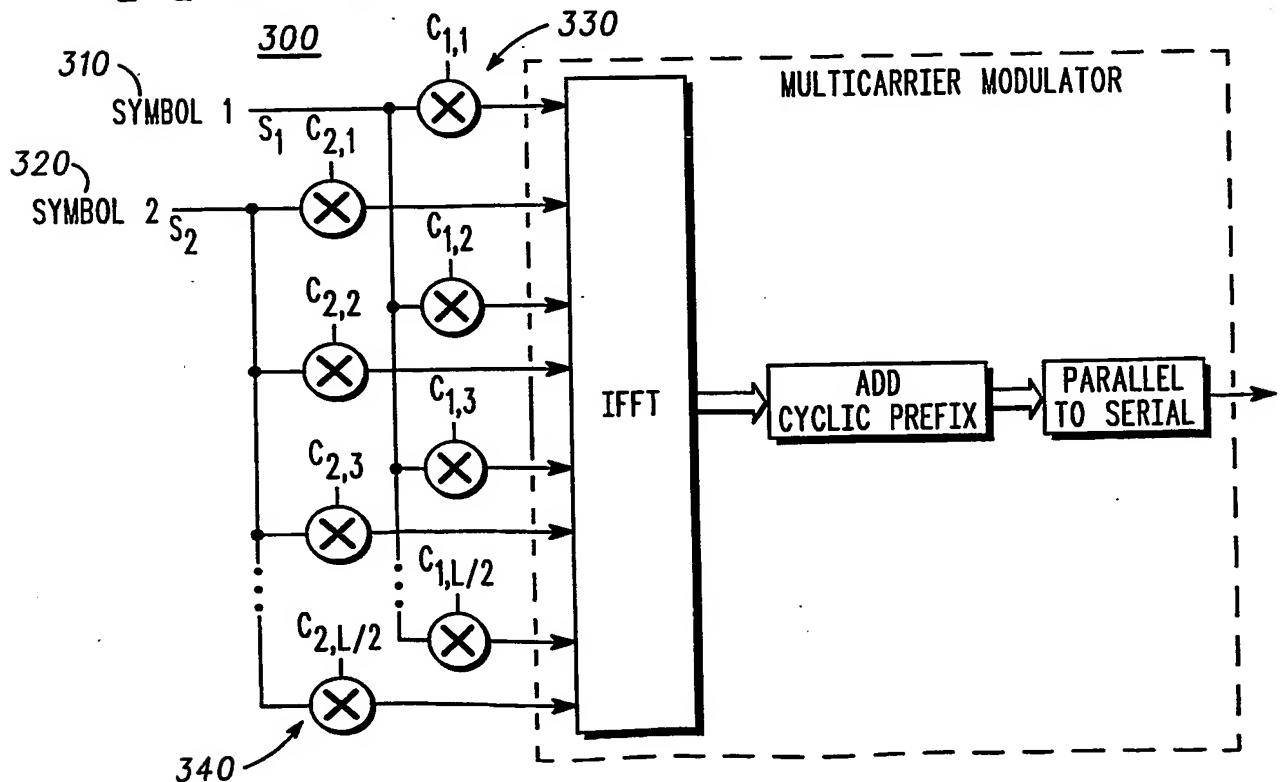 300
330
310
C1,1
MULTICARRIER MODULATOR
SYMBOL 1
S1
C2,1
320
SYMBOL 2
S2
C1,2
C2,2
IFFT
ADD
CYCLIC PREFIX
PARALLEL
TO SERIAL
C1,3
C2,3
C1,L/2
C2,L/2
340